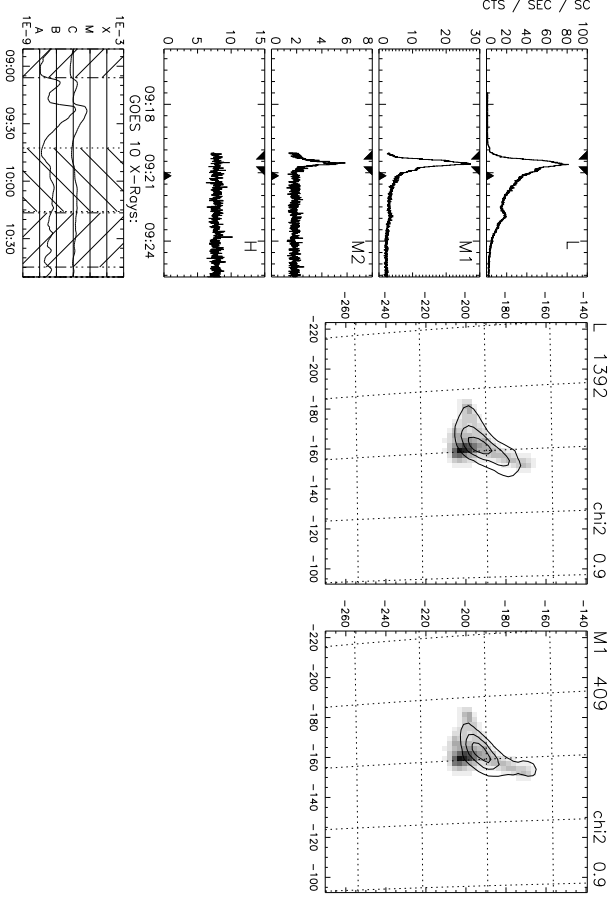 CTS / SEC / SC
0 20 40 60 80 100
L
0 10 20 30
M1
0 2 4 6 8
M2
0 5 10 15
H
09:18 09:21 09:24
GOES 10 X-Rays:
1E-9 A B C M X 1E-3
09:00 09:30 10:00 10:30
L 1392 chi2 0.9
-260 -240 -220 -200 -180 -160 -140
-220 -200 -180 -160 -140 -120 -100
M1 409 chi2 0.9
-260 -240 -220 -200 -180 -160 -140
-220 -200 -180 -160 -140 -120 -100